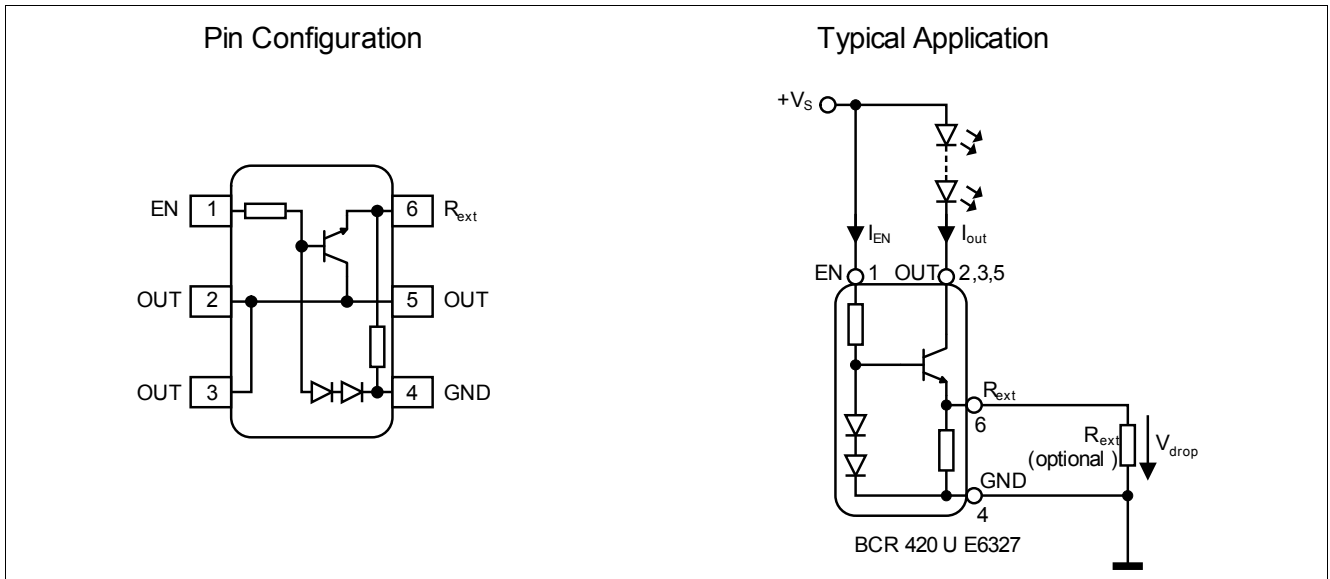 Pin Configuration
EN 1
6 Rext
OUT 2
5 OUT
OUT 3
4 GND
Typical Application
+VS
IEN
Iout
EN 1 OUT 2,3,5
Rext
6
Rext
(optional )
Vdrop
GND
4
BCR 420 U E6327